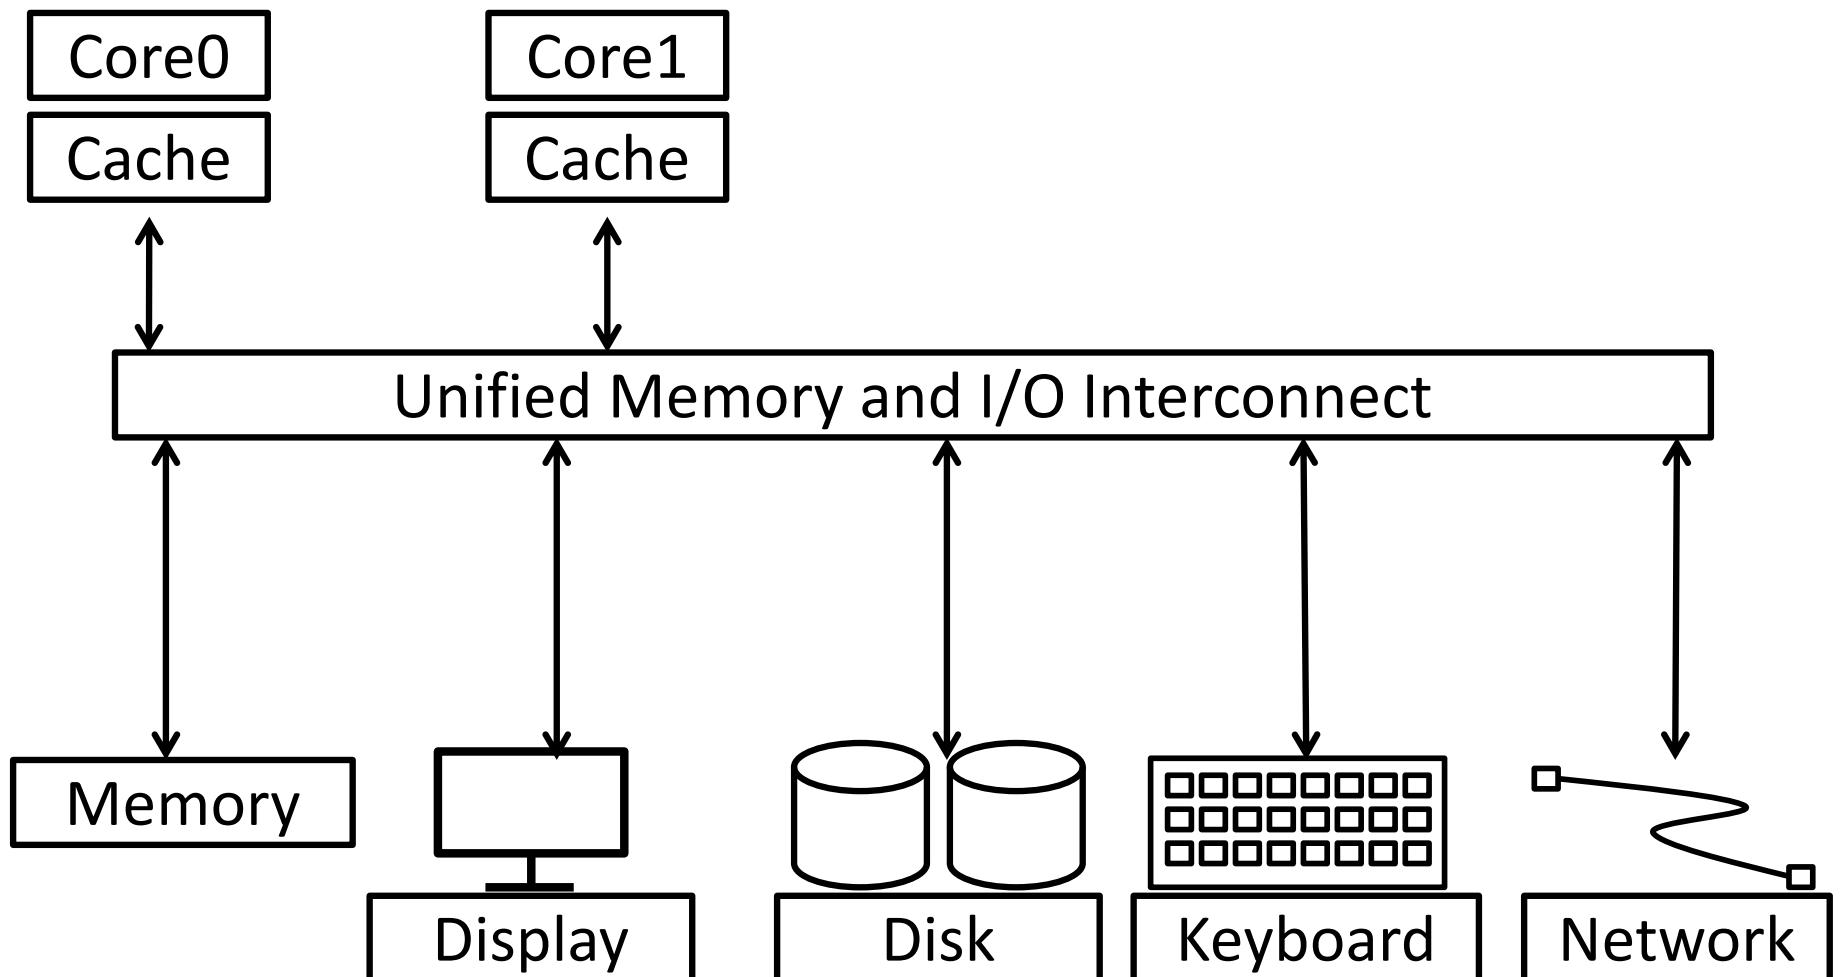 Core0
Core1
Cache
Cache
Unified Memory and I/O Interconnect
Memory
Display
Disk
Keyboard
Network